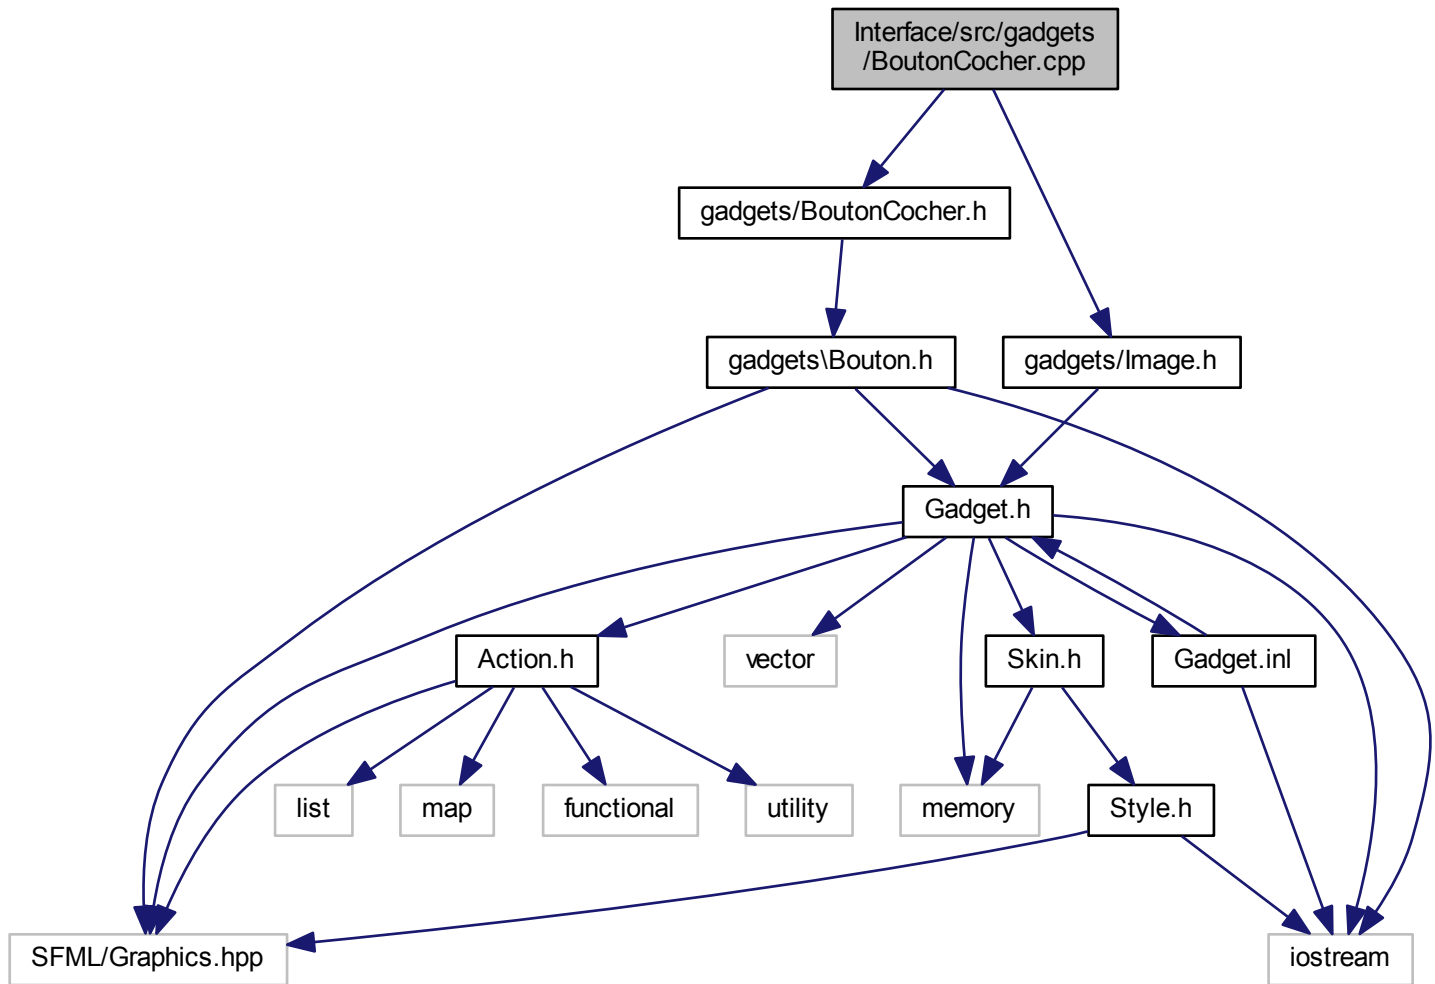 Interface/src/gadgets
/BoutonCocher.cpp
gadgets/BoutonCocher.h
gadgets\Bouton.h
gadgets/Image.h
Gadget.h
Action.h
vector
Skin.h
Gadget.inl
list
map
functional
utility
memory
Style.h
SFML/Graphics.hpp
iostream